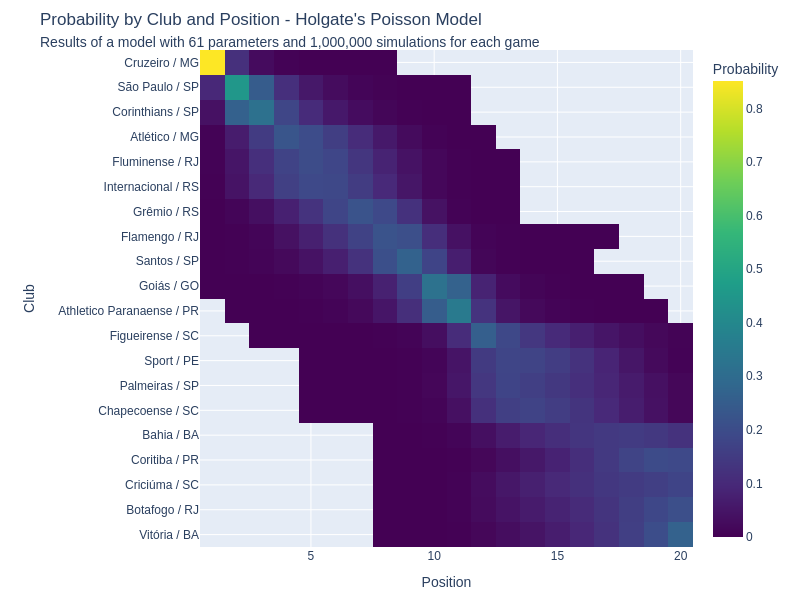 Probability by Club and Position - Holgate's Poisson Model
Results of a model with 61 parameters and 1,000,000 simulations for each game
Probability
Cruzeiro / MG
São Paulo / SP
Corinthians / SP
Atlético / MG
Fluminense / RJ
Internacional / RS
Grêmio / RS
Flamengo / RJ
Santos / SP
Goiás / GO
Athletico Paranaense / PR
Figueirense / SC
Sport / PE
Palmeiras / SP
Chapecoense / SC
Bahia / BA
Coritiba / PR
Criciúma / SC
Botafogo / RJ
Vitória / BA
Club
5
10
15
20
Position
0.8
0.7
0.6
0.5
0.4
0.3
0.2
0.1
0